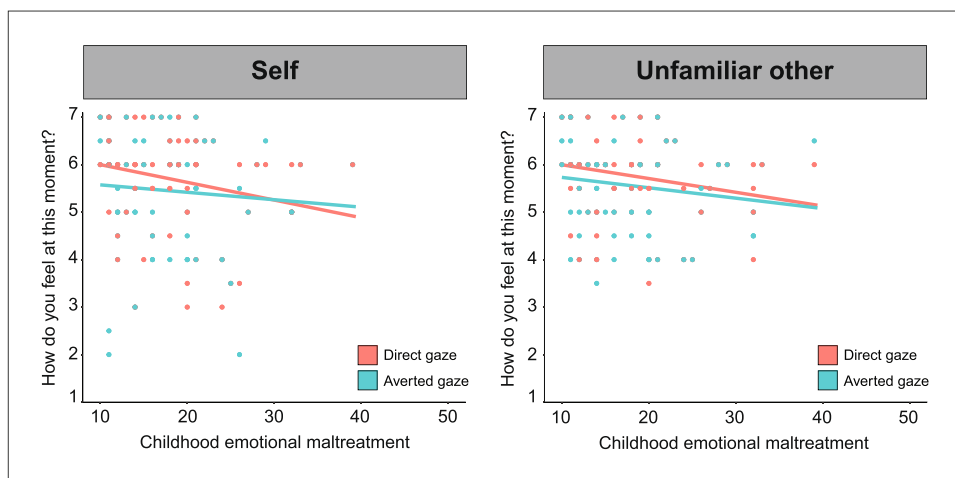 Self
How do you feel at this moment?
7
6
5
4
3
2
1
10
20
30
40
50
Childhood emotional maltreatment
Direct gaze
Averted gaze
Unfamiliar other
How do you feel at this moment?
7
6
5
4
3
2
1
10
20
30
40
50
Childhood emotional maltreatment
Direct gaze
Averted gaze